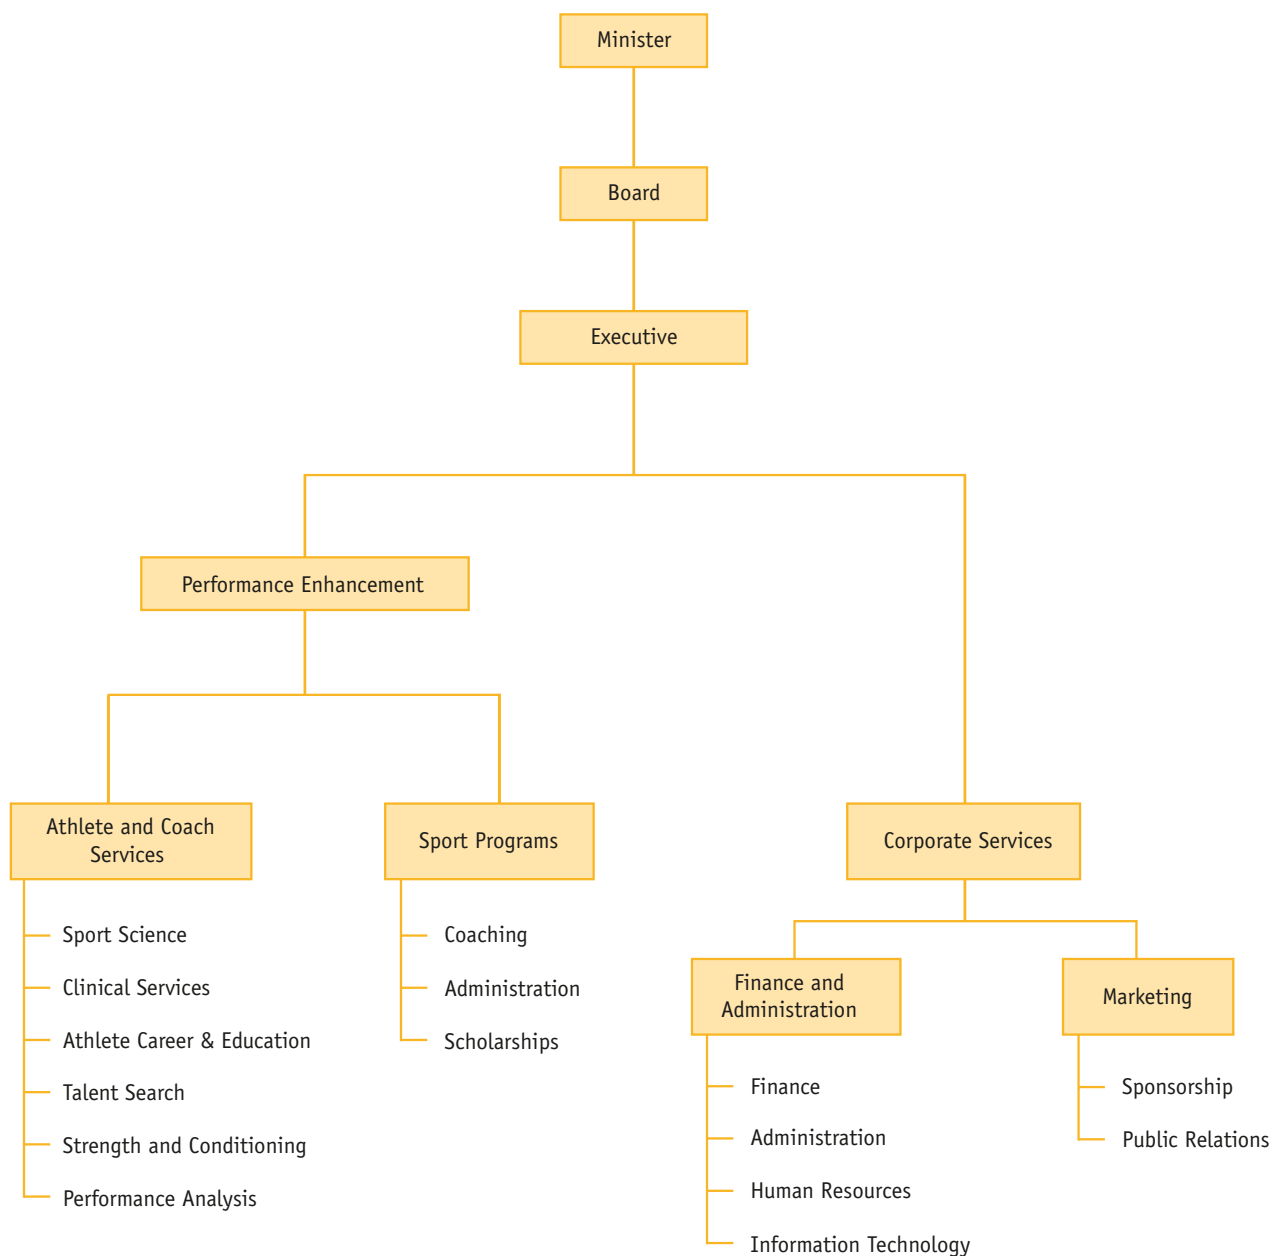 Minister
Board
Executive
Performance Enhancement
Athlete and Coach
Services
Sport Programs
Corporate Services
Sport Science
Clinical Services
Athlete Career & Education
Talent Search
Strength and Conditioning
Performance Analysis
Coaching
Administration
Scholarships
Finance and
Administration
Marketing
Finance
Administration
Human Resources
Information Technology
Sponsorship
Public Relations